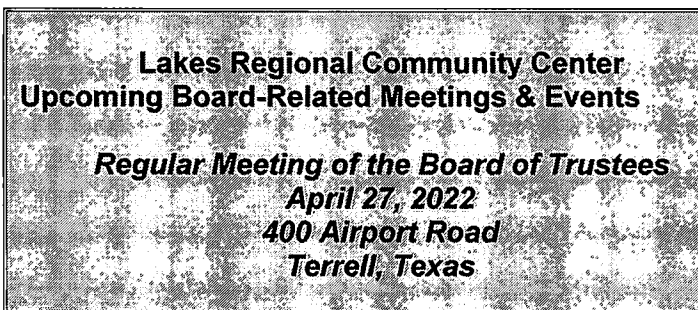 Lakes Regional Community Center
Upcoming Board-Related Meetings & Events
Regular Meeting of the Board of Trustees
April 27, 2022
400 Airport Road
Terrell, Texas